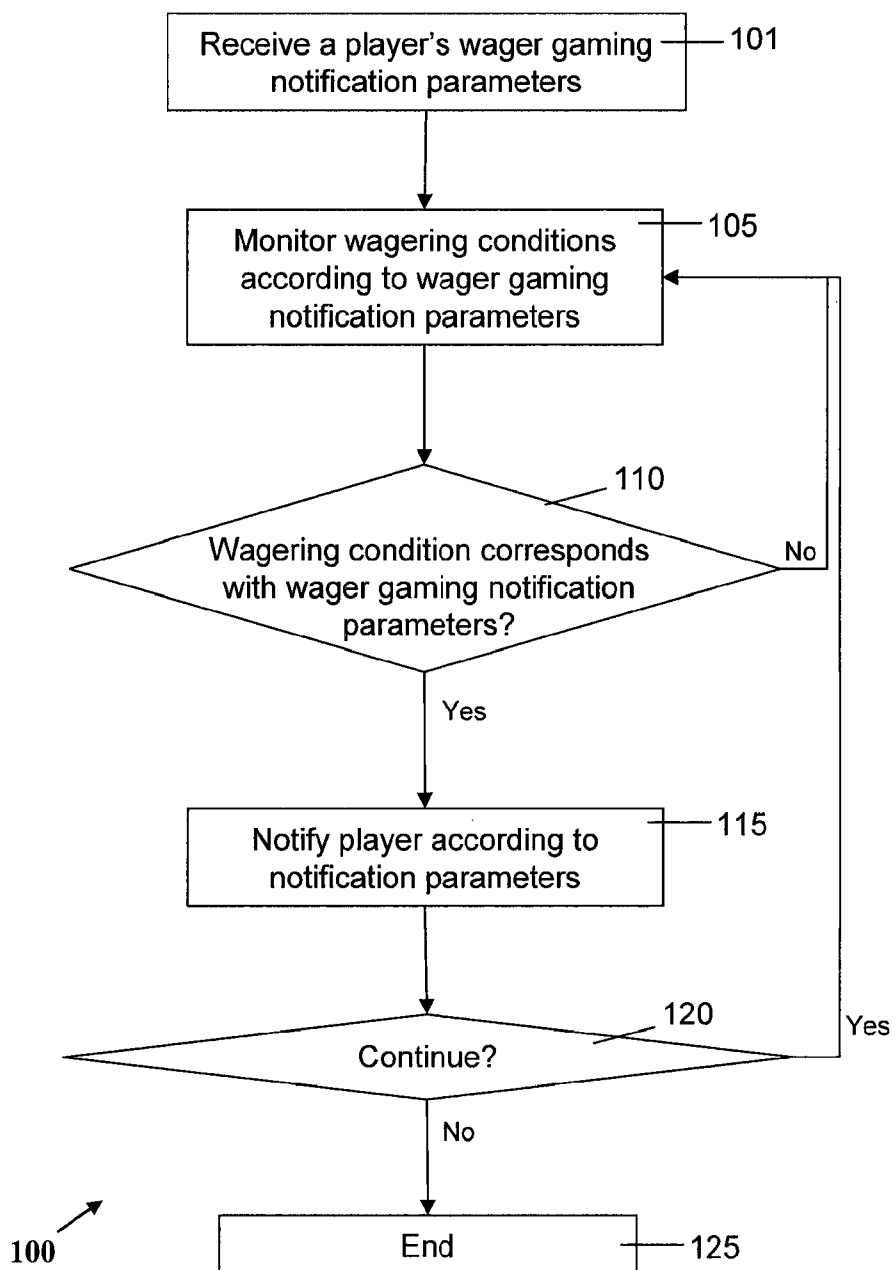 Receive a player's wager gaming
notification parameters
101
Monitor wagering conditions
according to wager gaming
notification parameters
105
110
Wagering condition corresponds
with wager gaming notification
parameters?
No
Yes
Notify player according to
notification parameters
115
120
Continue?
Yes
No
100
End
125